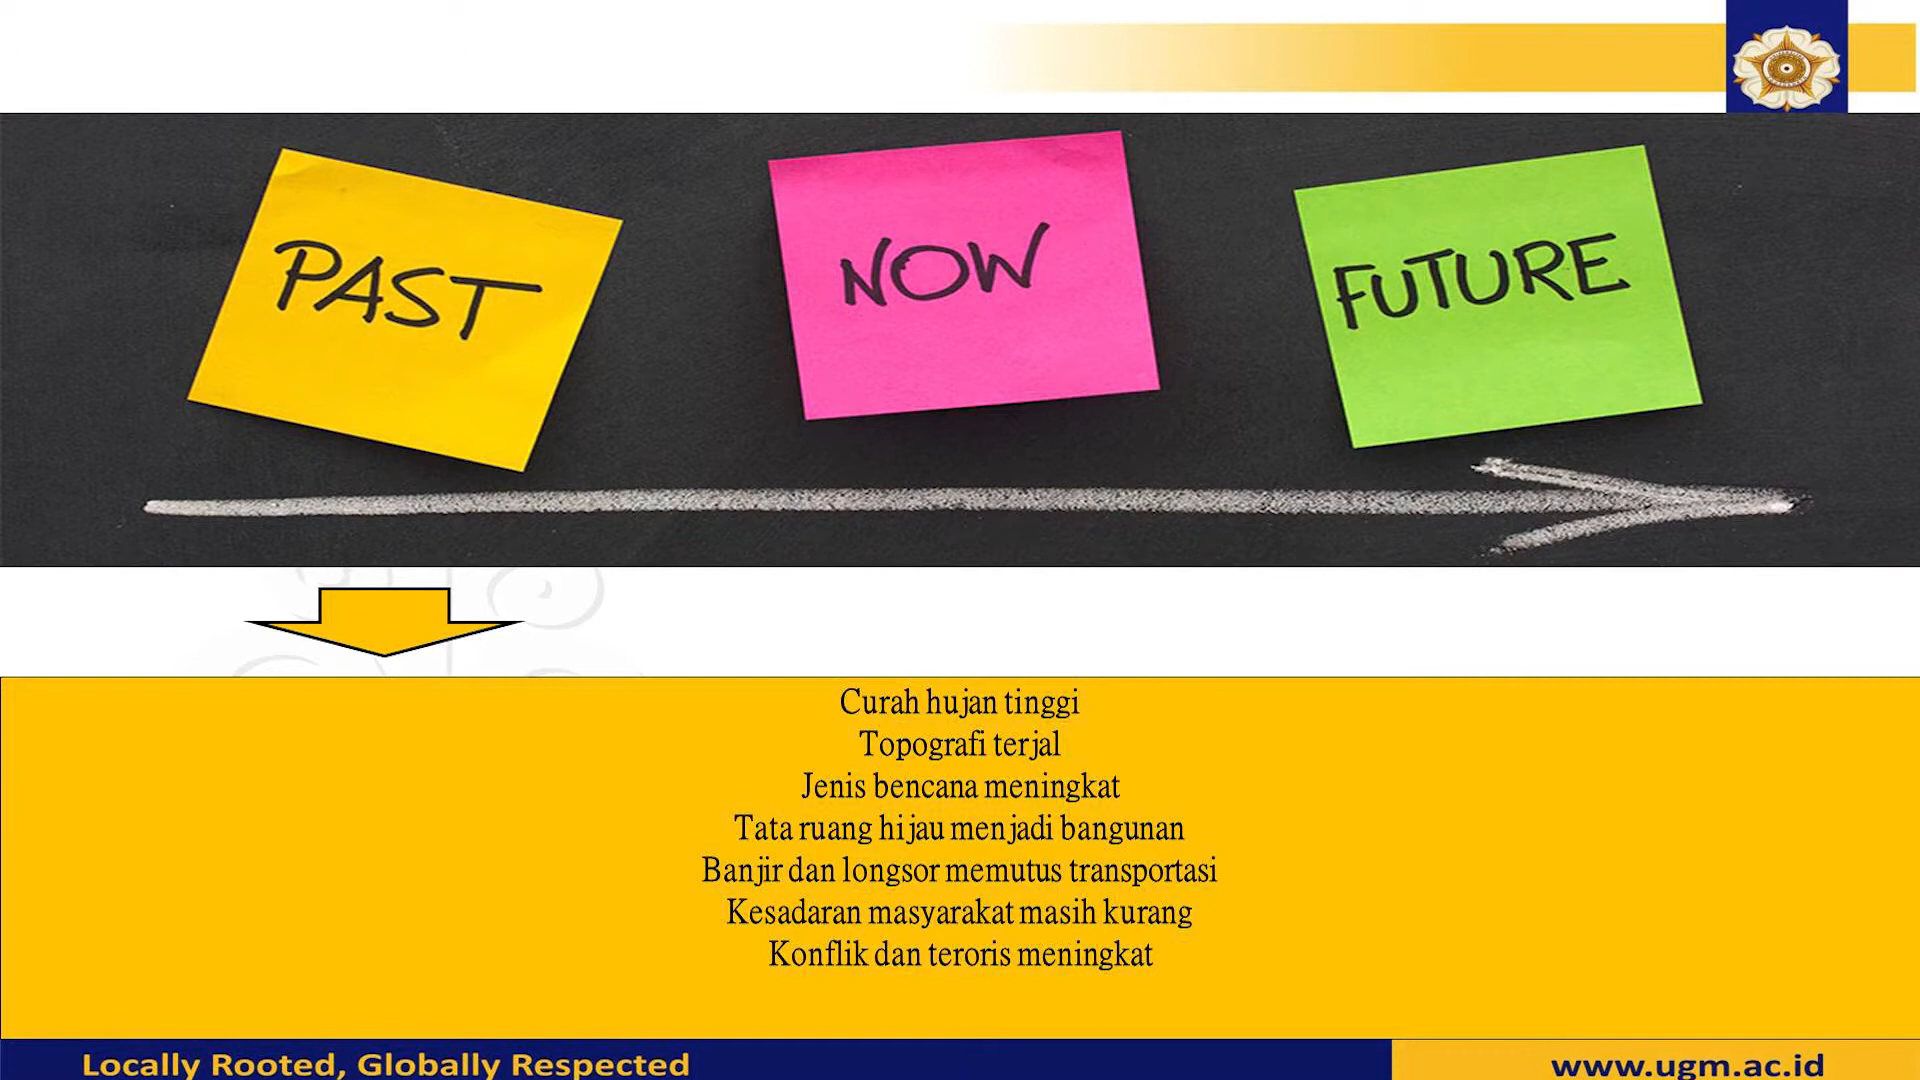 PAST
NOW
FUTURE
Curah hujan tinggi
Topografi terjal
Jenis bencana meningkat
Tata ruang hijau menjadi bangunan
Banjir dan longsor memutus transportasi
Kesadaran masyarakat masih kurang
Konflik dan teroris meningkat
Locally Rooted, Globally Respected
www.ugm.ac.id